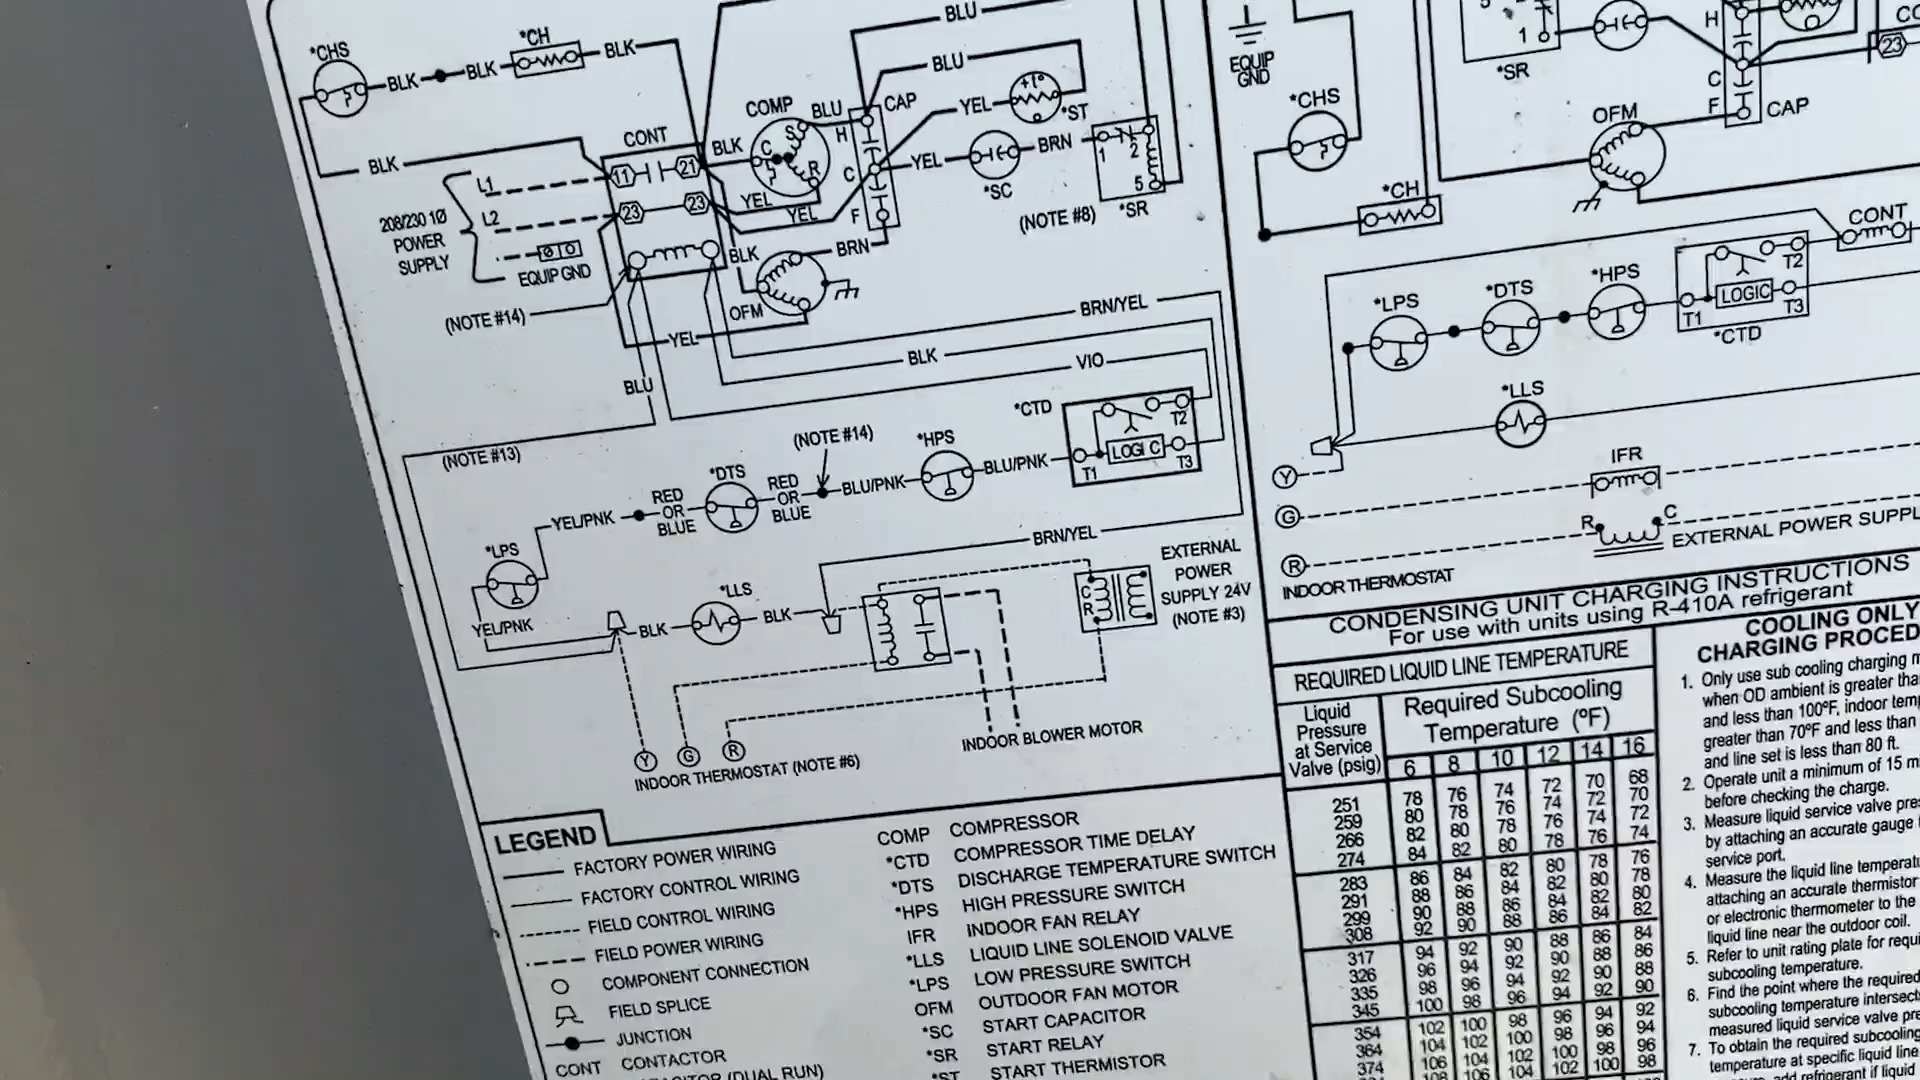 *CHS
BLK
BLK
*CH
BLK
BLK
208/230 1Ø
POWER
SUPPLY
L1
L2
EQUIP GND
(NOTE #14)
CONT
11
21
23
23
BLK
COMP
S
C
R
BLU
BLU
BLU
CAP
H
C
F
YEL
*ST
YEL
*SC
BRN
1
2
5
*SR
(NOTE #8)
YEL
YEL
BLK
BRN
OFM
YEL
BLU
BRN/YEL
BLK
VIO
(NOTE #13)
*LPS
YEL/PNK
YEL/PNK
RED
OR
BLUE
*DTS
RED
OR
BLUE
(NOTE #14)
BLU/PNK
*HPS
BLU/PNK
*CTD
T1
LOGIC
T2
T3
BLK
*LLS
BLK
BRN/YEL
C
R
EXTERNAL
POWER
SUPPLY 24V
(NOTE #3)
INDOOR BLOWER MOTOR
Y
G
R
INDOOR THERMOSTAT (NOTE #6)
EQUIP
GND
*CHS
*CH
1
*SR
H
C
F
CAP
23
OFM
CONT
*LPS
*DTS
*HPS
T1
LOGIC
T2
T3
*CTD
*LLS
Y
G
R
IFR
R
C
EXTERNAL POWER SUPPL
INDOOR THERMOSTAT
LEGEND
FACTORY POWER WIRING
FACTORY CONTROL WIRING
FIELD CONTROL WIRING
FIELD POWER WIRING
COMPONENT CONNECTION
FIELD SPLICE
JUNCTION
CONT CONTACTOR
(DUAL RUN)
COMP COMPRESSOR
*CTD COMPRESSOR TIME DELAY
*DTS DISCHARGE TEMPERATURE SWITCH
*HPS HIGH PRESSURE SWITCH
IFR INDOOR FAN RELAY
*LLS LIQUID LINE SOLENOID VALVE
*LPS LOW PRESSURE SWITCH
OFM OUTDOOR FAN MOTOR
*SC START CAPACITOR
*SR START RELAY
*ST START THERMISTOR
CONDENSING UNIT CHARGING INSTRUCTIONS
For use with units using R-410A refrigerant
REQUIRED LIQUID LINE TEMPERATURE
Liquid
Pressure
at Service
Valve (psig)
Required Subcooling
Temperature (ºF)
6 8 10 12 14 16
251 78 76 74 72 70 68
259 80 78 76 74 72 70
266 82 80 78 76 74 72
274 84 82 80 78 76 74
283 86 84 82 80 78 76
291 88 86 84 82 80 78
299 90 88 86 84 82 80
308 92 90 88 86 84 82
317 94 92 90 88 86 84
326 96 94 92 90 88 86
335 98 96 94 92 90 88
345 100 98 96 94 92 90
354 102 100 98 96 94 92
364 104 102 100 98 96 94
374 106 104 102 100 98 96
108 106 104 102 100 98
COOLING ONLY
CHARGING PROCED
1. Only use sub cooling charging m
when OD ambient is greater tha
and less than 100ºF, indoor temp
greater than 70ºF and less than
and line set is less than 80 ft.
2. Operate unit a minimum of 15 mi
before checking the charge.
3. Measure liquid service valve pre
by attaching an accurate gauge
service port.
4. Measure the liquid line temperat
attaching an accurate thermistor
or electronic thermometer to the
liquid line near the outdoor coil.
5. Refer to unit rating plate for requi
subcooling temperature.
6. Find the point where the required
subcooling temperature intersect
measured liquid service valve pre
7. To obtain the required subcooling
temperature at specific liquid line
add refrigerant if liquid